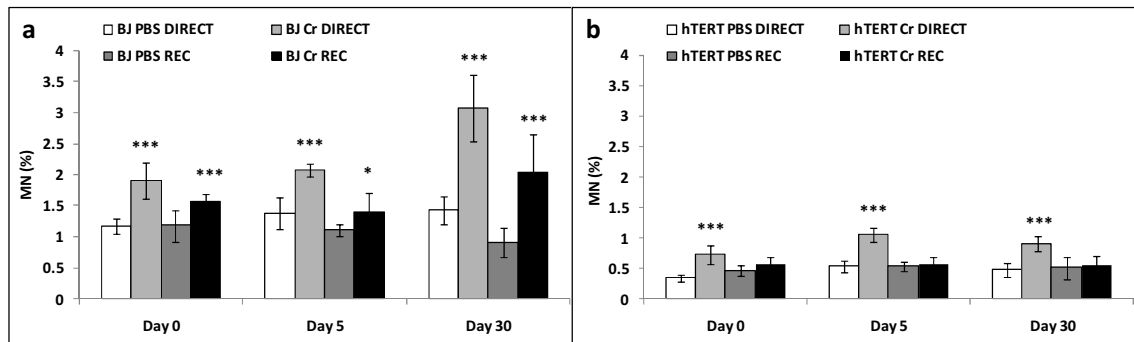 a
BJ PBS DIRECT BJ Cr DIRECT
BJ PBS REC BJ Cr REC
4
3.5
3
2.5
2
1.5
1
0.5
0
MN (%)
*** ***
*** *
*** ***
Day 0 Day 5 Day 30
b
hTERT PBS DIRECT hTERT Cr DIRECT
hTERT PBS REC hTERT Cr REC
4
3.5
3
2.5
2
1.5
1
0.5
0
MN (%)
*** *** ***
Day 0 Day 5 Day 30